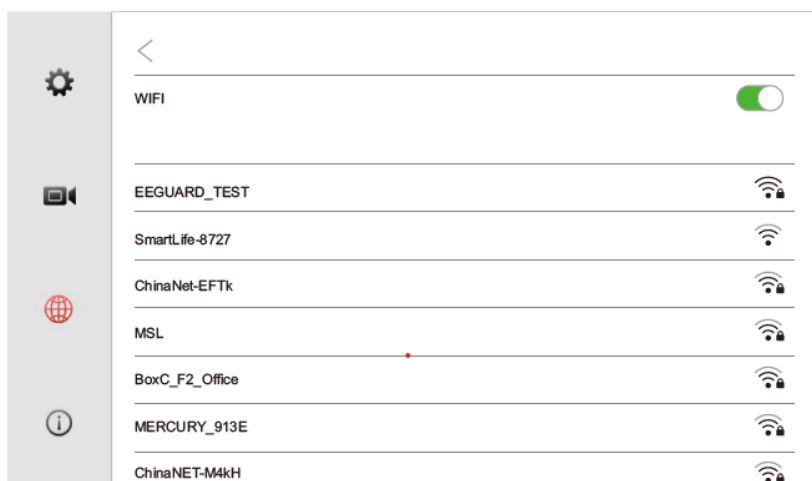 WIFI
EEGUARD_TEST
SmartLife-8727
ChinaNet-EFTk
MSL
BoxC_F2_Office
MERCURY_913E
ChinaNET-M4kH